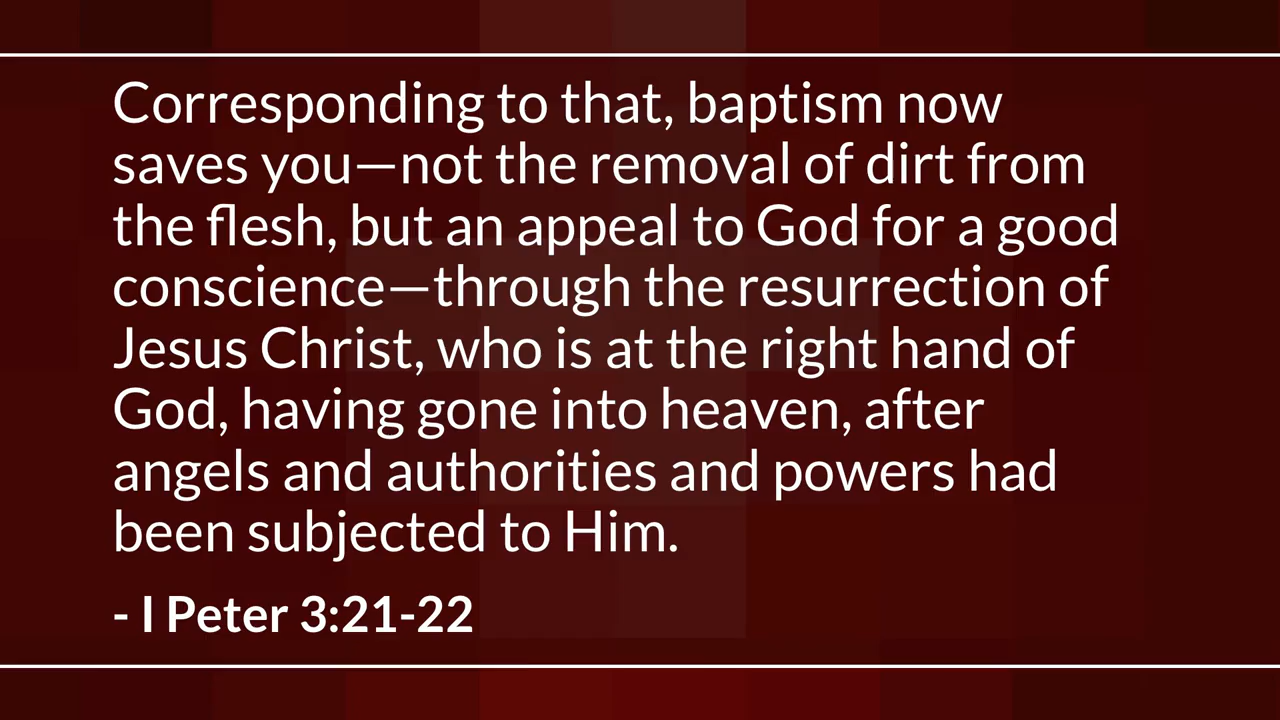 Corresponding to that, baptism now
saves you—not the removal of dirt from
the flesh, but an appeal to God for a good
conscience—through the resurrection of
Jesus Christ, who is at the right hand of
God, having gone into heaven, after
angels and authorities and powers had
been subjected to Him.
- I Peter 3:21-22